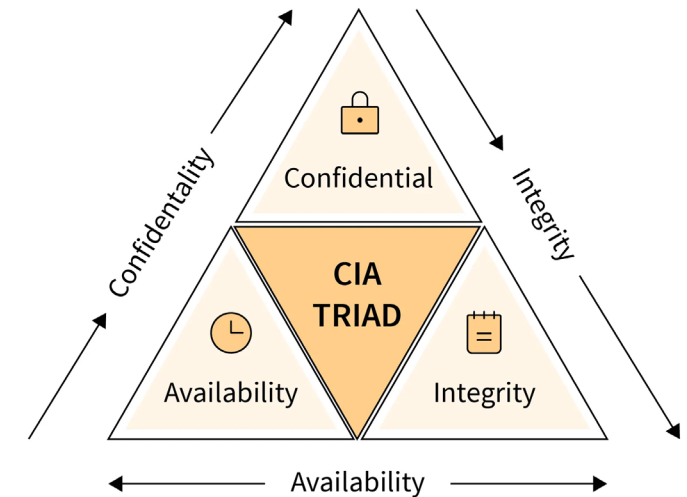 Confidential
Confidentality
Integrity
CIA
TRIAD
Availability
Integrity
Availability